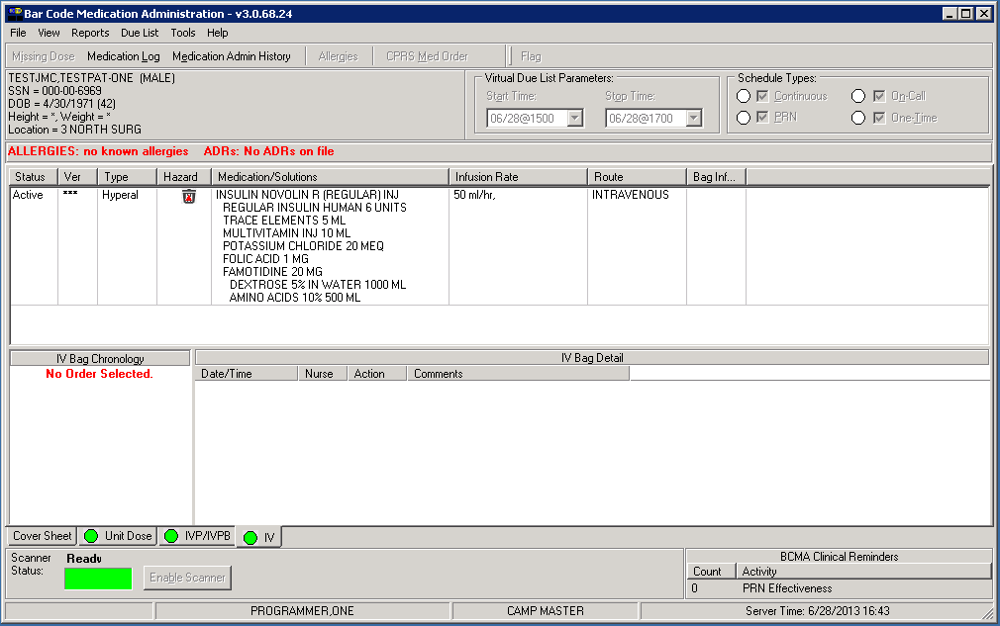 Bar Code Medication Administration - v3.0.68.24
File View Reports Due List Tools Help
Missing Dose Medication Log Medication Admin History Allergies CPRS Med Order Flag
TESTJMC,TESTPAT-ONE (MALE)
SSN = 000-00-6969
DOB = 4/30/1971 (42)
Height = *, Weight = *
Location = 3 NORTH SURG
Virtual Due List Parameters:
Start Time: Stop Time:
06/28@1500 06/28@1700
Schedule Types:
Continuous On-Call
PRN One-Time
ALLERGIES: no known allergies ADRs: No ADRs on file
Status Ver Type Hazard Medication/Solutions Infusion Rate Route Bag Inf...
Active *** Hyperal INSULIN NOVOLIN R (REGULAR) INJ 50 ml/hr, INTRAVENOUS
REGULAR INSULIN HUMAN 6 UNITS
TRACE ELEMENTS 5 ML
MULTIVITAMIN INJ 10 ML
POTASSIUM CHLORIDE 20 MEQ
FOLIC ACID 1 MG
FAMOTIDINE 20 MG
DEXTROSE 5% IN WATER 1000 ML
AMINO ACIDS 10% 500 ML
IV Bag Chronology
No Order Selected.
IV Bag Detail
Date/Time Nurse Action Comments
Cover Sheet Unit Dose IVP/IVPB IV
Scanner Status: Ready
Enable Scanner
BCMA Clinical Reminders
Count Activity
0 PRN Effectiveness
PROGRAMMER,ONE CAMP MASTER Server Time: 6/28/2013 16:43